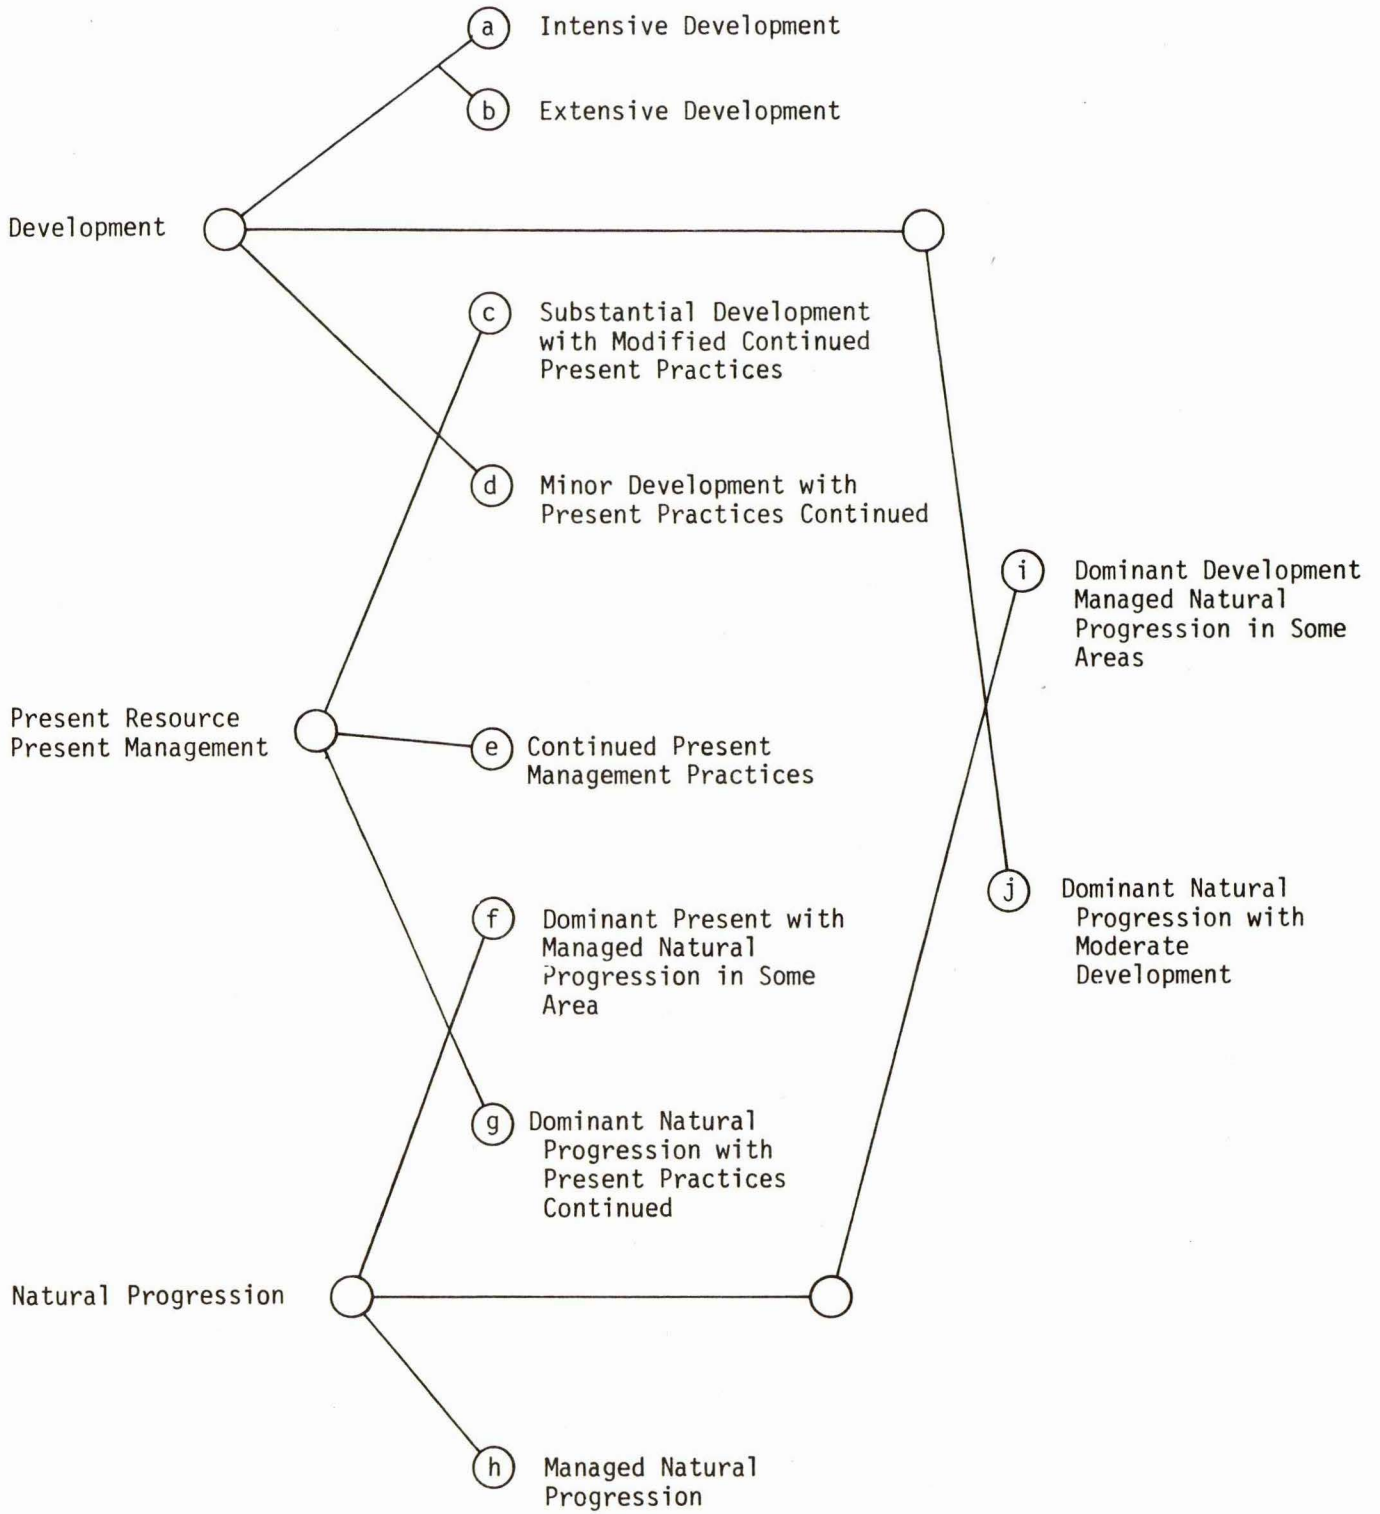 a Intensive Development
b Extensive Development
Development
c Substantial Development
with Modified Continued
Present Practices
d Minor Development with
Present Practices Continued
i Dominant Development
Managed Natural
Progression in Some
Areas
Present Resource
Present Management
e Continued Present
Management Practices
j Dominant Natural
Progression with
Moderate
Development
f Dominant Present with
Managed Natural
Progression in Some
Area
g Dominant Natural
Progression with
Present Practices
Continued
Natural Progression
h Managed Natural
Progression